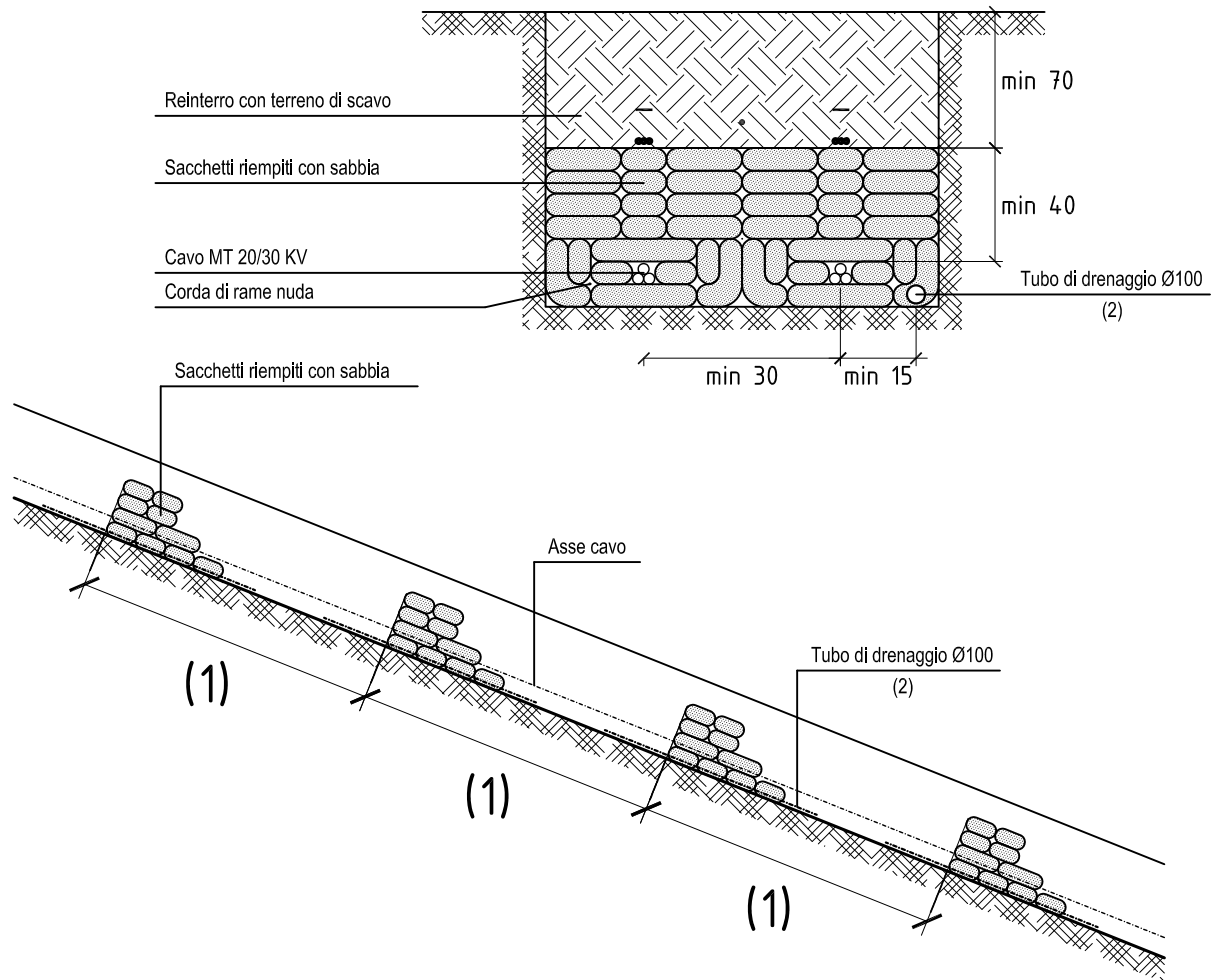 Reinterro con terreno di scavo
min 70
Sacchetti riempiti con sabbia
min 40
Cavo MT 20/30 KV
Corda di rame nuda
Tubo di drenaggio Ø100
(2)
min 30
min 15
Sacchetti riempiti con sabbia
Asse cavo
Tubo di drenaggio Ø100
(2)
(1)
(1)
(1)